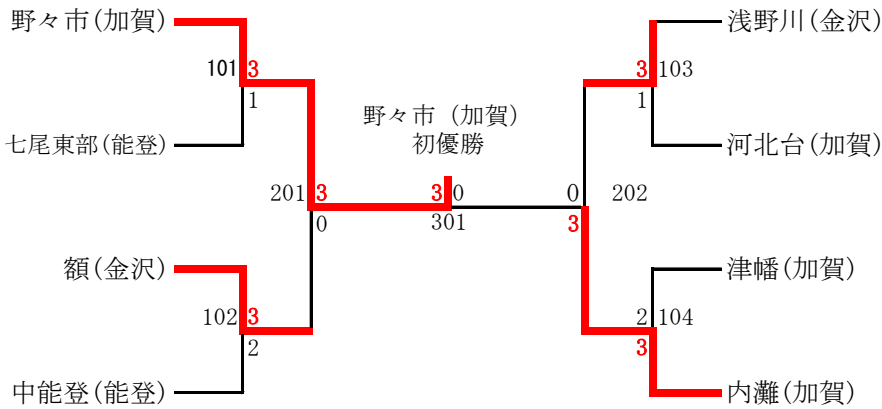 野々市(加賀)
浅野川(金沢)
101 3
3 103
1
1
野々市 (加賀)
初優勝
七尾東部(能登)
河北台(加賀)
201 3
3 0
0 202
0
301
3
額(金沢)
津幡(加賀)
102 3
2 104
2
3
中能登(能登)
内灘(加賀)